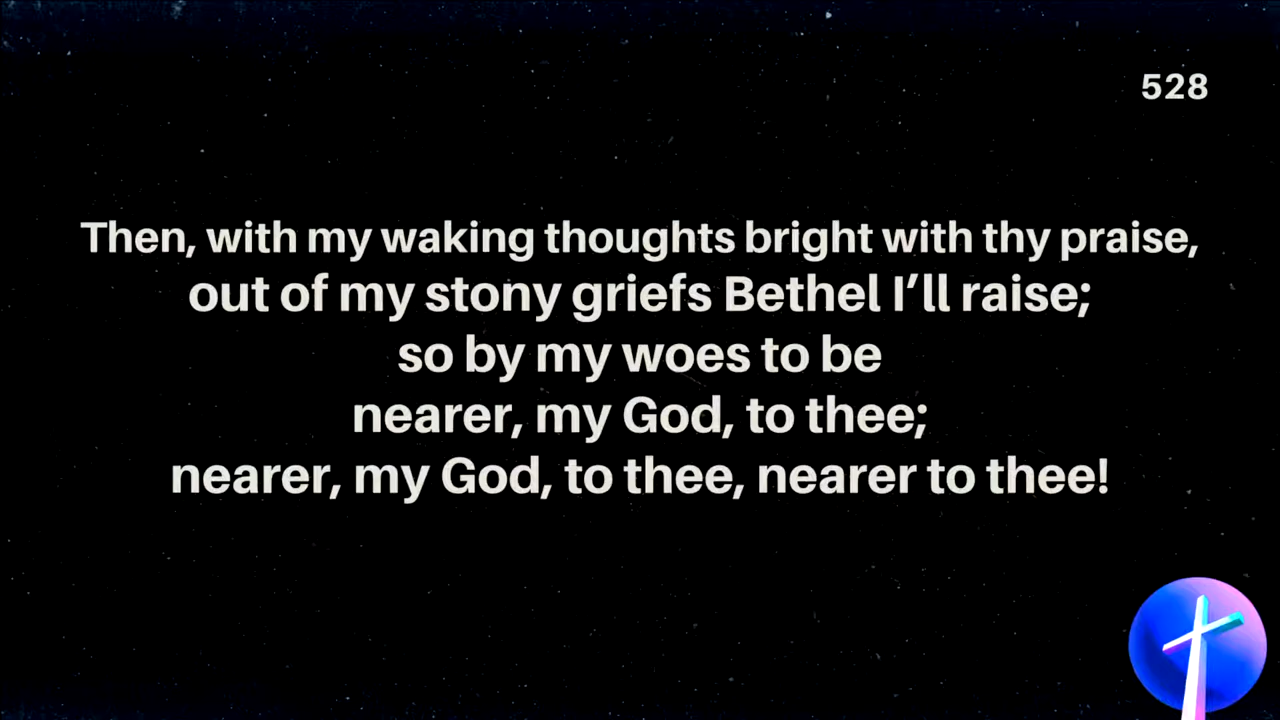 528
Then, with my waking thoughts bright with thy praise,
out of my stony griefs Bethel I’ll raise;
so by my woes to be
nearer, my God, to thee;
nearer, my God, to thee, nearer to thee!